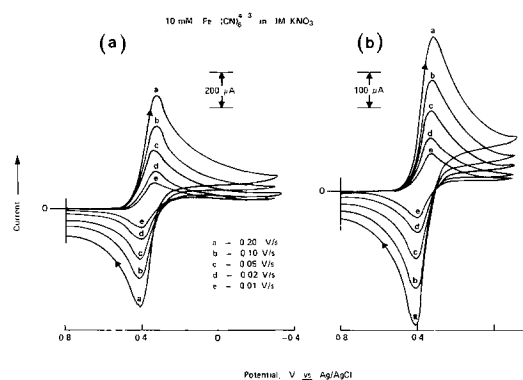 10 mM Fe (CN)6 -3 in 1M KNO3
(a)
(b)
200 µA
100 µA
a
b
c
d
e
a
b
c
d
e
Current
0
0
e
d
c
b
a
e
d
c
b
a
a - 0.20 V/s
b - 0.10 V/s
c - 0.05 V/s
d - 0.02 V/s
e - 0.01 V/s
0.8 0.4 0 -0.4
0.8 0.4
Potential, V vs Ag/AgCl